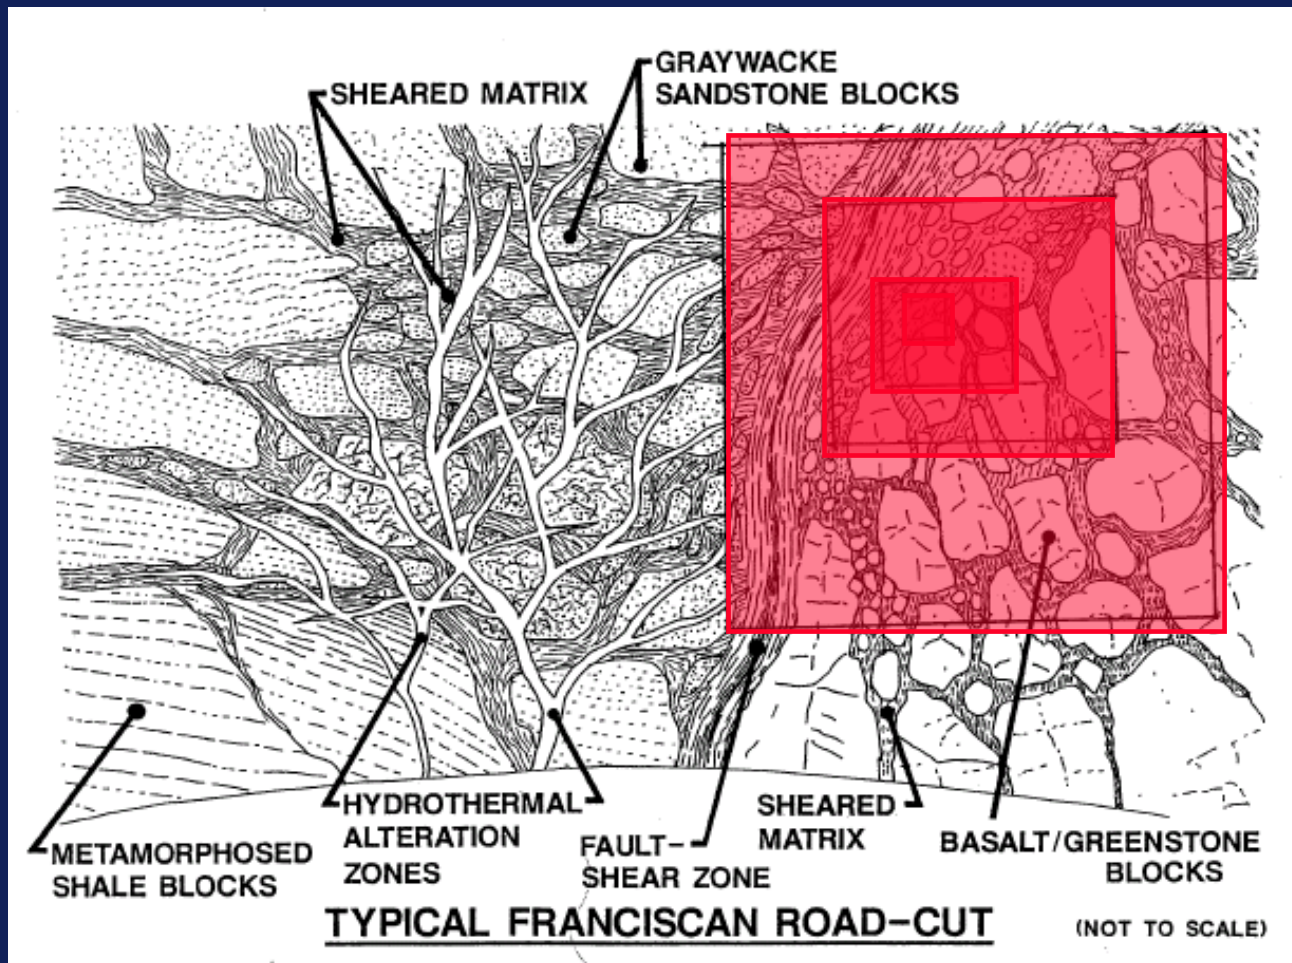 GRAYWACKE
SANDSTONE BLOCKS
SHEARED MATRIX
HYDROTHERMAL
ALTERATION
ZONES
SHEARED
MATRIX
FAULT-
SHEAR ZONE
BASALT/GREENSTONE
BLOCKS
METAMORPHOSED
SHALE BLOCKS
TYPICAL FRANCISCAN ROAD-CUT
(NOT TO SCALE)